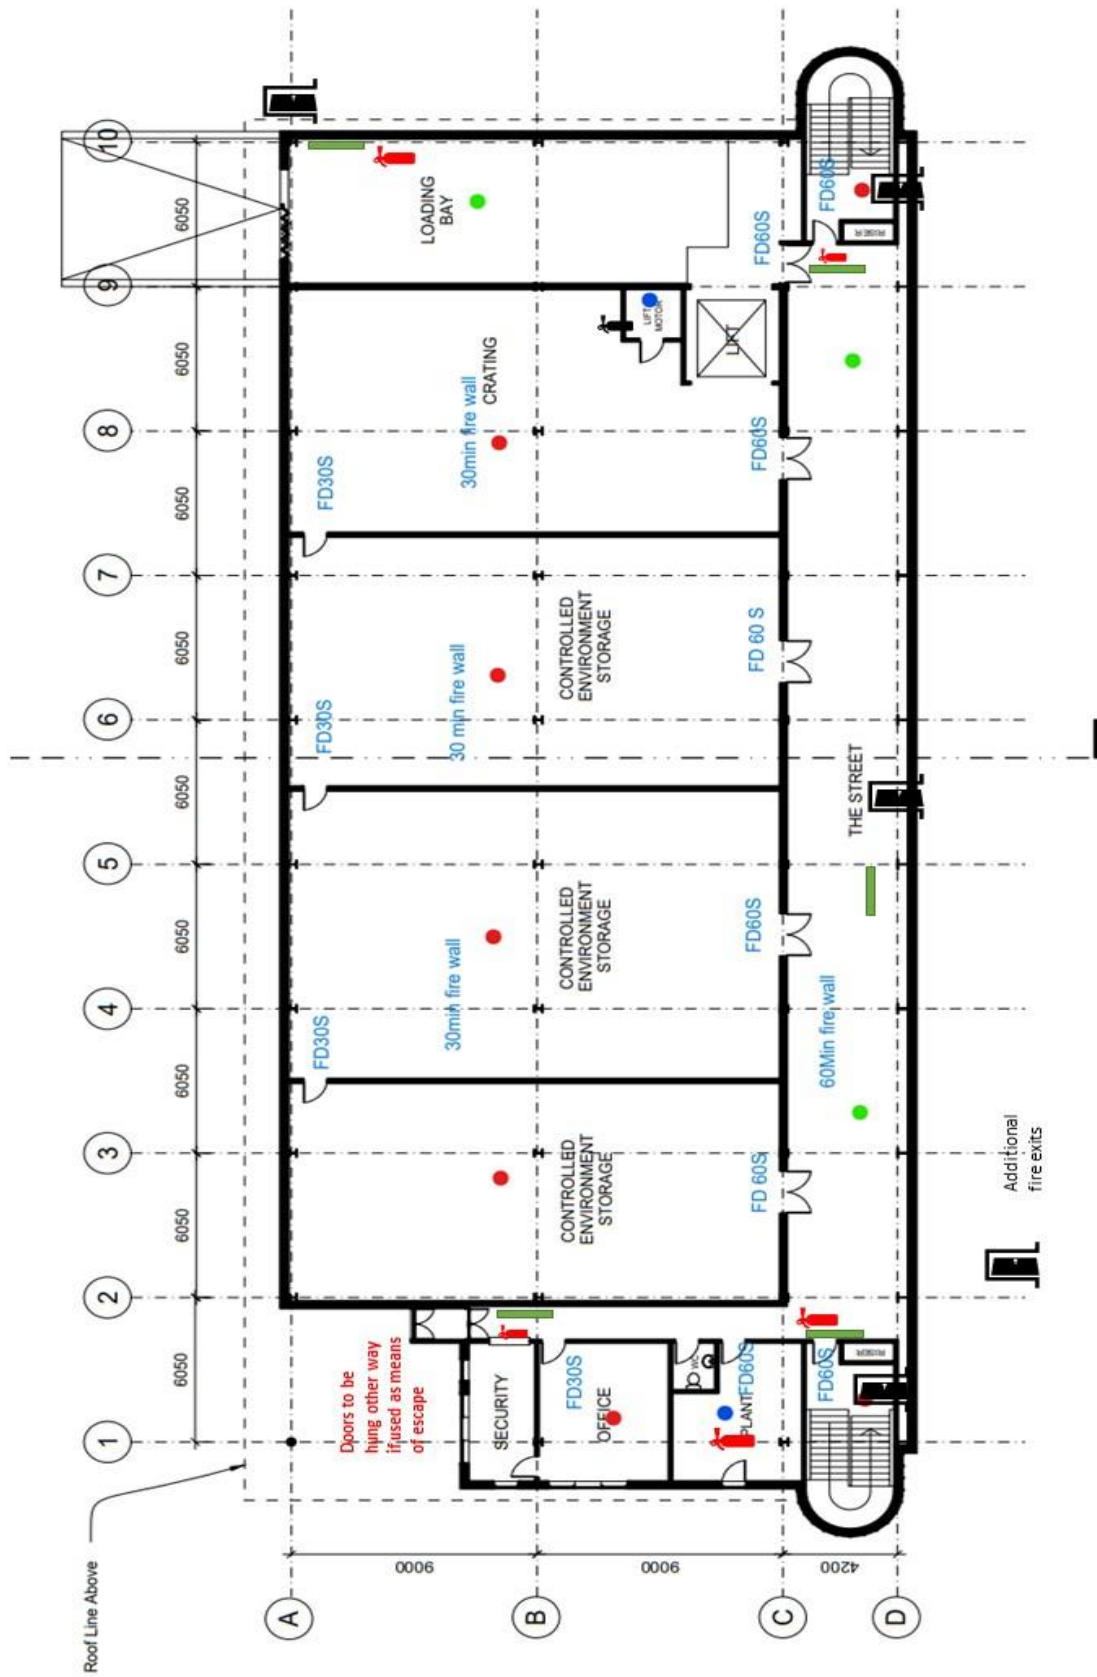 Roof Line Above
1
2
3
4
5
6
7
8
9
10
6050
6050
6050
6050
6050
6050
6050
6050
6050
A
B
C
D
9000
9000
4200
Doors to be
hung other way
if used as means
of escape
SECURITY
FD30S
OFFICE
WC
FD60S
PLANT
FD60S
RISER
FD30S
30min fire wall
CONTROLLED
ENVIRONMENT
STORAGE
FD 60S
FD30S
30 min fire wall
CONTROLLED
ENVIRONMENT
STORAGE
FD60S
FD30S
30min fire wall
CONTROLLED
ENVIRONMENT
STORAGE
FD 60 S
CRATING
FD60S
LIFT
MOTOR
LIFT
LOADING
BAY
FD60S
FD60S
RISER
THE STREET
60Min fire wall
Additional
fire exits